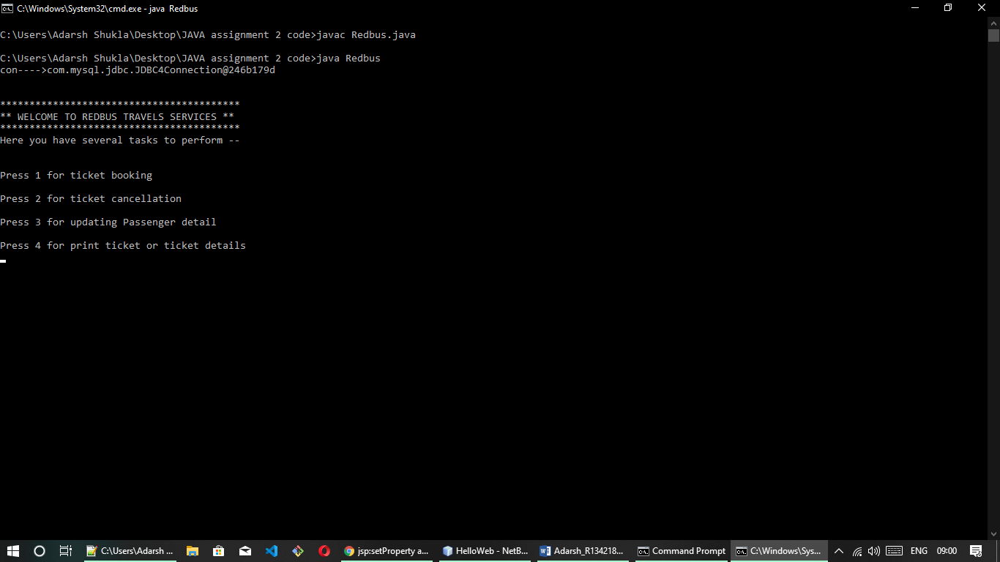 C:\Windows\System32\cmd.exe - java  Redbus
C:\Users\Adarsh Shukla\Desktop\JAVA assignment 2 code>javac Redbus.java
C:\Users\Adarsh Shukla\Desktop\JAVA assignment 2 code>java Redbus
con---->com.mysql.jdbc.JDBC4Connection@246b179d
*****************************************
** WELCOME TO REDBUS TRAVELS SERVICES **
*****************************************
Here you have several tasks to perform --
Press 1 for ticket booking
Press 2 for ticket cancellation
Press 3 for updating Passenger detail
Press 4 for print ticket or ticket details
C:\Users\Adarsh ... jsp:setProperty a... HelloWeb - NetB... Adarsh_R134218... Command Prompt C:\Windows\Sys... ENG 09:00